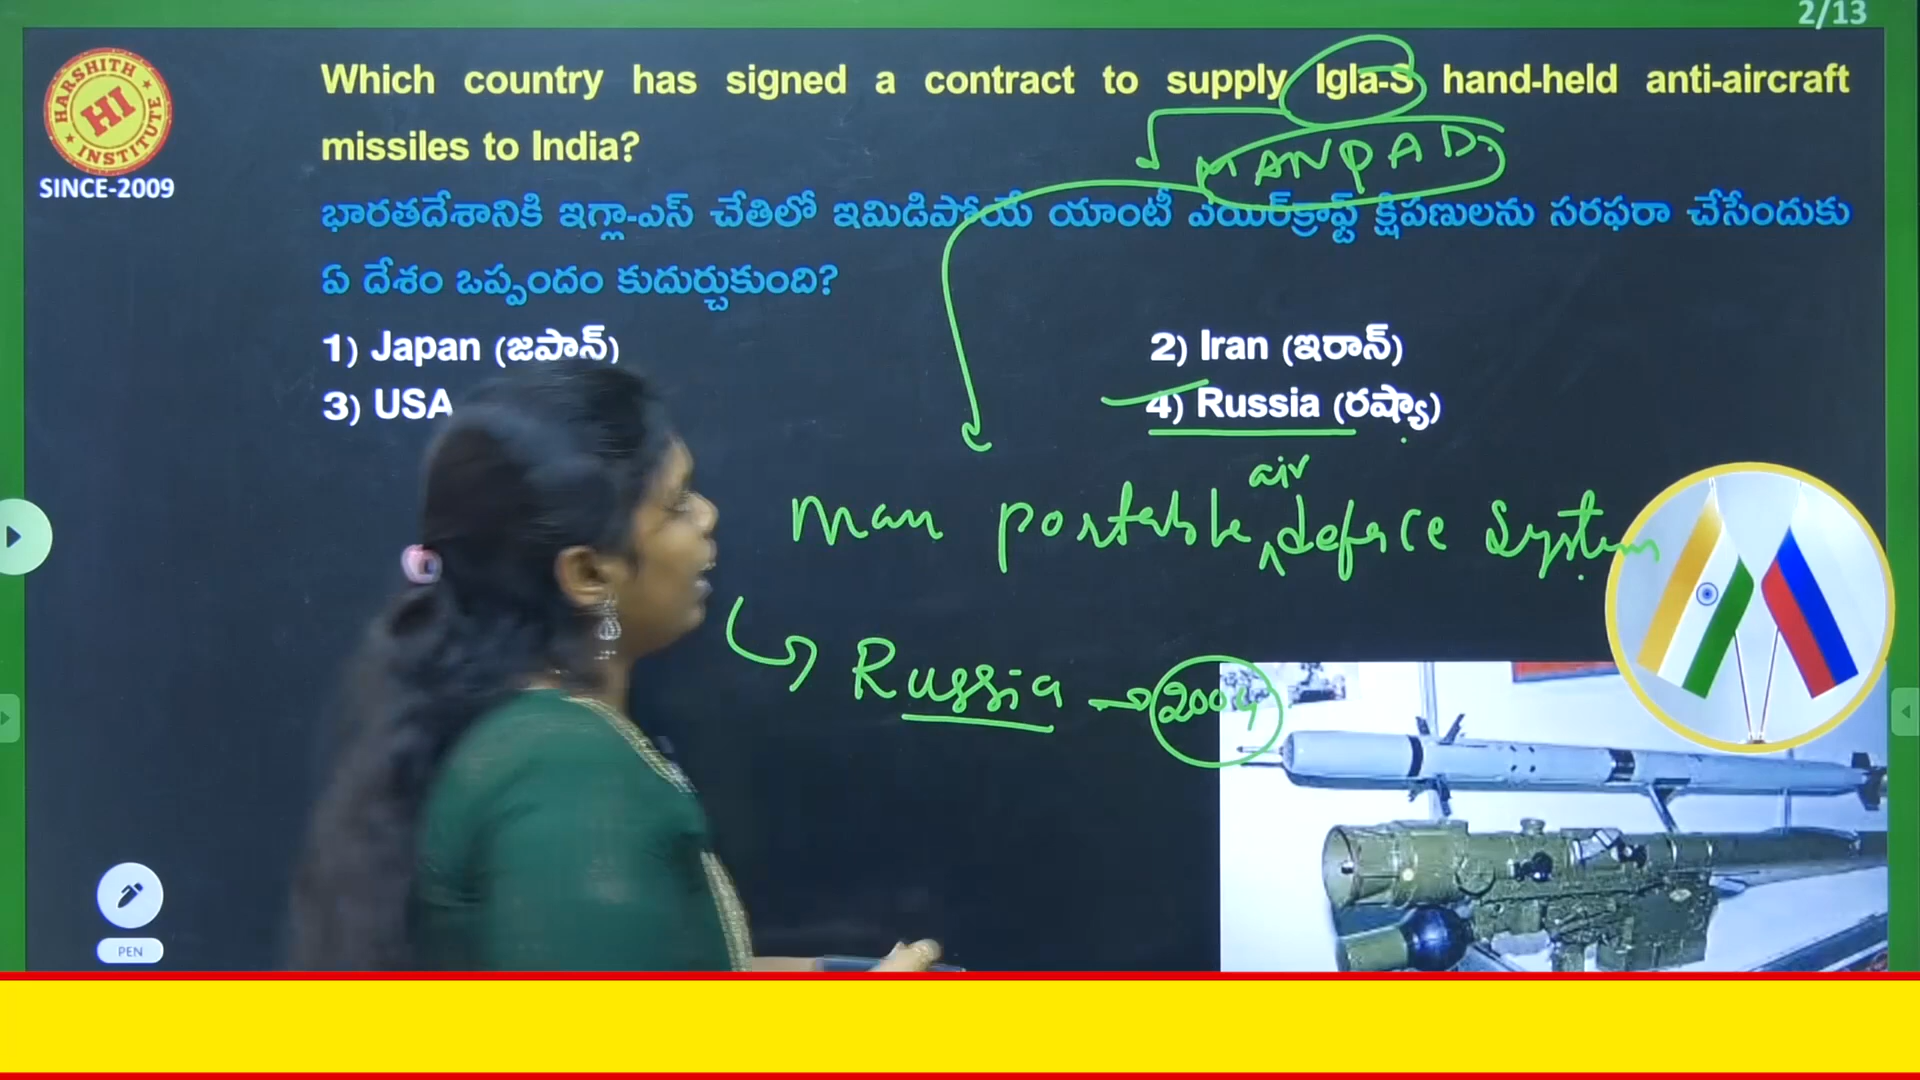 2/13
HARSHITH
HI
INSTITUTE
SINCE-2009
Which country has signed a contract to supply Igla-S hand-held anti-aircraft
missiles to India?
MANPAD
భారతదేశానికి ఇగ్లా-ఎస్ చేతిలో ఇమిడిపోయే యాంటీ ఎయిర్‌క్రాఫ్ట్ క్షిపణులను సరఫరా చేసేందుకు
ఏ దేశం ఒప్పందం కుదుర్చుకుంది?
1) Japan (జపాన్)
2) Iran (ఇరాన్)
3) USA
4) Russia (రష్యా)
air
man portable defence system
Russia → 2004
PEN